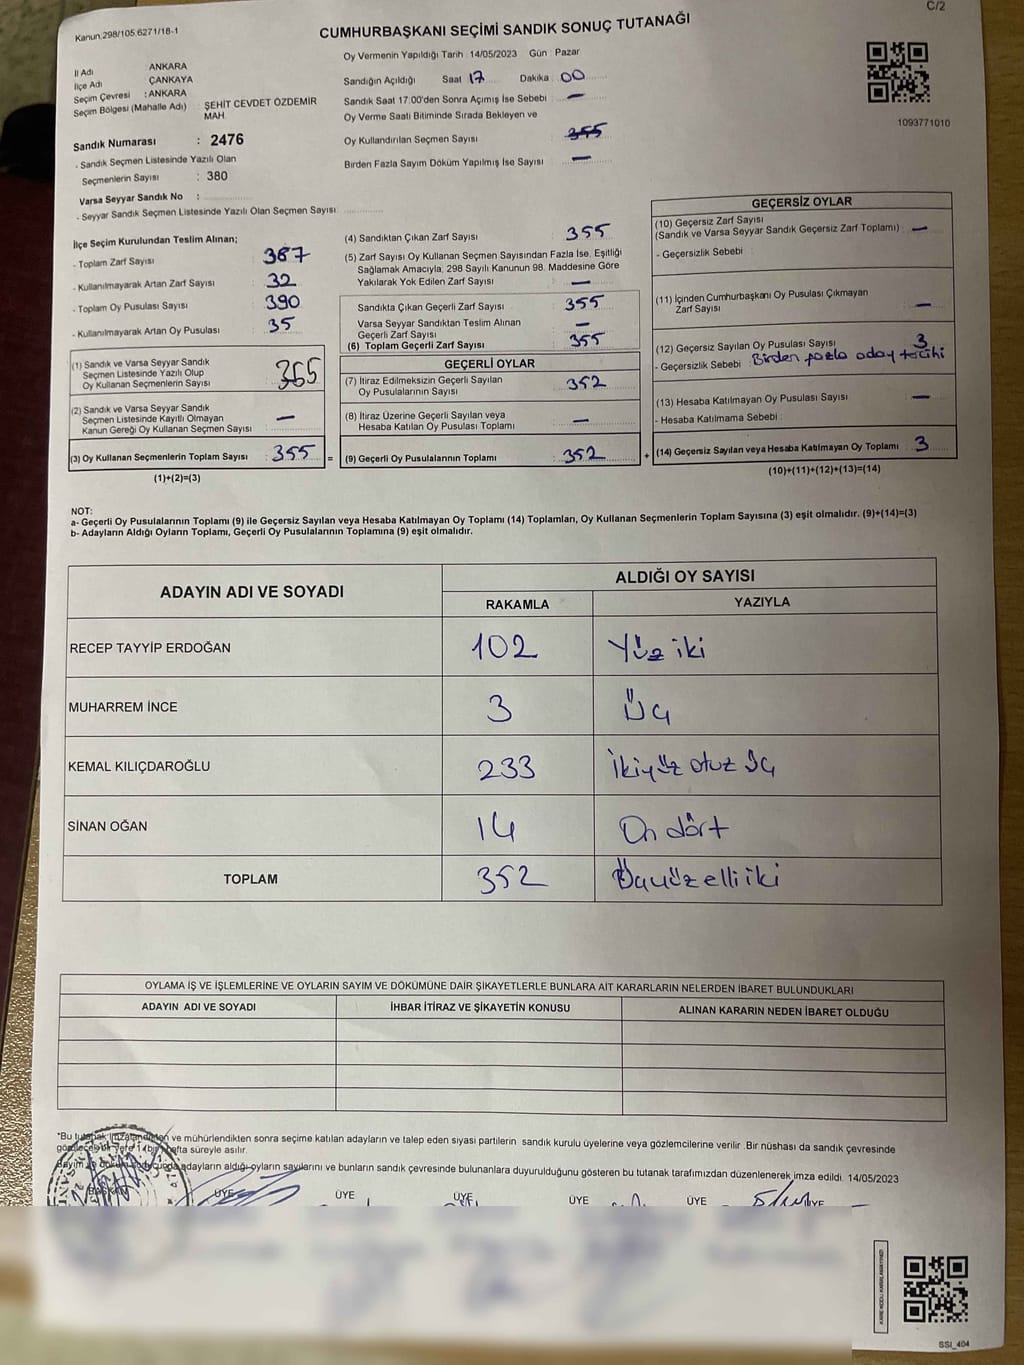 Kanun.298/105.6271/18-1
C/2
CUMHURBAŞKANI SEÇİMİ SANDIK SONUÇ TUTANAĞI
Oy Vermenin Yapıldığı Tarih 14/05/2023 Gün Pazar
İl Adı ANKARA
İlçe Adı ÇANKAYA
Seçim Çevresi : ANKARA
Seçim Bölgesi (Mahalle Adı) : ŞEHİT CEVDET ÖZDEMİR MAH.
Sandık Numarası : 2476
- Sandık Seçmen Listesinde Yazılı Olan
Seçmenlerin Sayısı : 380
Varsa Seyyar Sandık No :
- Seyyar Sandık Seçmen Listesinde Yazılı Olan Seçmen Sayısı
Sandığın Açıldığı Saat 17 Dakika 00
Sandık Saat 17:00'den Sonra Açımış İse Sebebi —
Oy Verme Saati Bitiminde Sırada Bekleyen ve
Oy Kullandırılan Seçmen Sayısı 355
Birden Fazla Sayım Döküm Yapılmış İse Sayısı —
1093771010
İlçe Seçim Kurulundan Teslim Alınan;
- Toplam Zarf Sayısı 387
- Kullanılmayarak Artan Zarf Sayısı 32
- Toplam Oy Pusulası Sayısı 390
- Kullanılmayarak Artan Oy Pusulası 35
(1) Sandık ve Varsa Seyyar Sandık
Seçmen Listesinde Yazılı Olup
Oy Kullanan Seçmenlerin Sayısı 355
(2) Sandık ve Varsa Seyyar Sandık
Seçmen Listesinde Kayıtlı Olmayan
Kanun Gereği Oy Kullanan Seçmen Sayısı —
(3) Oy Kullanan Seçmenlerin Toplam Sayısı 355 =
(1)+(2)=(3)
(4) Sandıktan Çıkan Zarf Sayısı 355
(5) Zarf Sayısı Oy Kullanan Seçmen Sayısından Fazla İse, Eşitliği
Sağlamak Amacıyla, 298 Sayılı Kanunun 98. Maddesine Göre
Yakılarak Yok Edilen Zarf Sayısı —
Sandıkta Çıkan Geçerli Zarf Sayısı 355
Varsa Seyyar Sandıktan Teslim Alınan
Geçerli Zarf Sayısı —
(6) Toplam Geçerli Zarf Sayısı 355
GEÇERLİ OYLAR
(7) İtiraz Edilmeksizin Geçerli Sayılan
Oy Pusulalarının Sayısı 352
(8) İtiraz Üzerine Geçerli Sayılan veya
Hesaba Katılan Oy Pusulası Toplamı —
(9) Geçerli Oy Pusulalarının Toplamı 352 +
GEÇERSİZ OYLAR
(10) Geçersiz Zarf Sayısı
(Sandık ve Varsa Seyyar Sandık Geçersiz Zarf Toplamı) —
- Geçersizlik Sebebi :
(11) İçinden Cumhurbaşkanı Oy Pusulası Çıkmayan
Zarf Sayısı —
(12) Geçersiz Sayılan Oy Pusulası Sayısı 3
- Geçersizlik Sebebi : Birden fazla aday tercihi
(13) Hesaba Katılmayan Oy Pusulası Sayısı —
- Hesaba Katılmama Sebebi :
(14) Geçersiz Sayılan veya Hesaba Katılmayan Oy Toplamı 3
(10)+(11)+(12)+(13)=(14)
NOT:
a- Geçerli Oy Pusulalarının Toplamı (9) ile Geçersiz Sayılan veya Hesaba Katılmayan Oy Toplamı (14) Toplamları, Oy Kullanan Seçmenlerin Toplam Sayısına (3) eşit olmalıdır. (9)+(14)=(3)
b- Adayların Aldığı Oyların Toplamı, Geçerli Oy Pusulalarının Toplamına (9) eşit olmalıdır.
ADAYIN ADI VE SOYADI
ALDIĞI OY SAYISI
RAKAMLA YAZIYLA
RECEP TAYYİP ERDOĞAN 102 Yüz iki
MUHARREM İNCE 3 Üç
KEMAL KILIÇDAROĞLU 233 İkiyüz otuz üç
SİNAN OĞAN 14 On dört
TOPLAM 352 Üçyüzelliiki
OYLAMA İŞ VE İŞLEMLERİNE VE OYLARIN SAYIM VE DÖKÜMÜNE DAİR ŞİKAYETLERLE BUNLARA AİT KARARLARIN NELERDEN İBARET BULUNDUKLARI
ADAYIN ADI VE SOYADI İHBAR İTİRAZ VE ŞİKAYETİN KONUSU ALINAN KARARIN NEDEN İBARET OLDUĞU
*Bu tutanak imzalandıktan ve mühürlendikten sonra seçime katılan adayların ve talep eden siyasi partilerin sandık kurulu üyelerine veya gözlemcilerine verilir. Bir nüshası da sandık çevresinde
görülecek bir yere 1 bir hafta süreyle asılır.
adayların aldığı oyların sayılarını ve bunların sandık çevresinde bulunanlara duyurulduğunu gösteren bu tutanak tarafımızdan düzenlenerek imza edildi. 14/05/2023
BAŞKAN ÜYE ÜYE ÜYE ÜYE ÜYE ÜYE
SSI_404